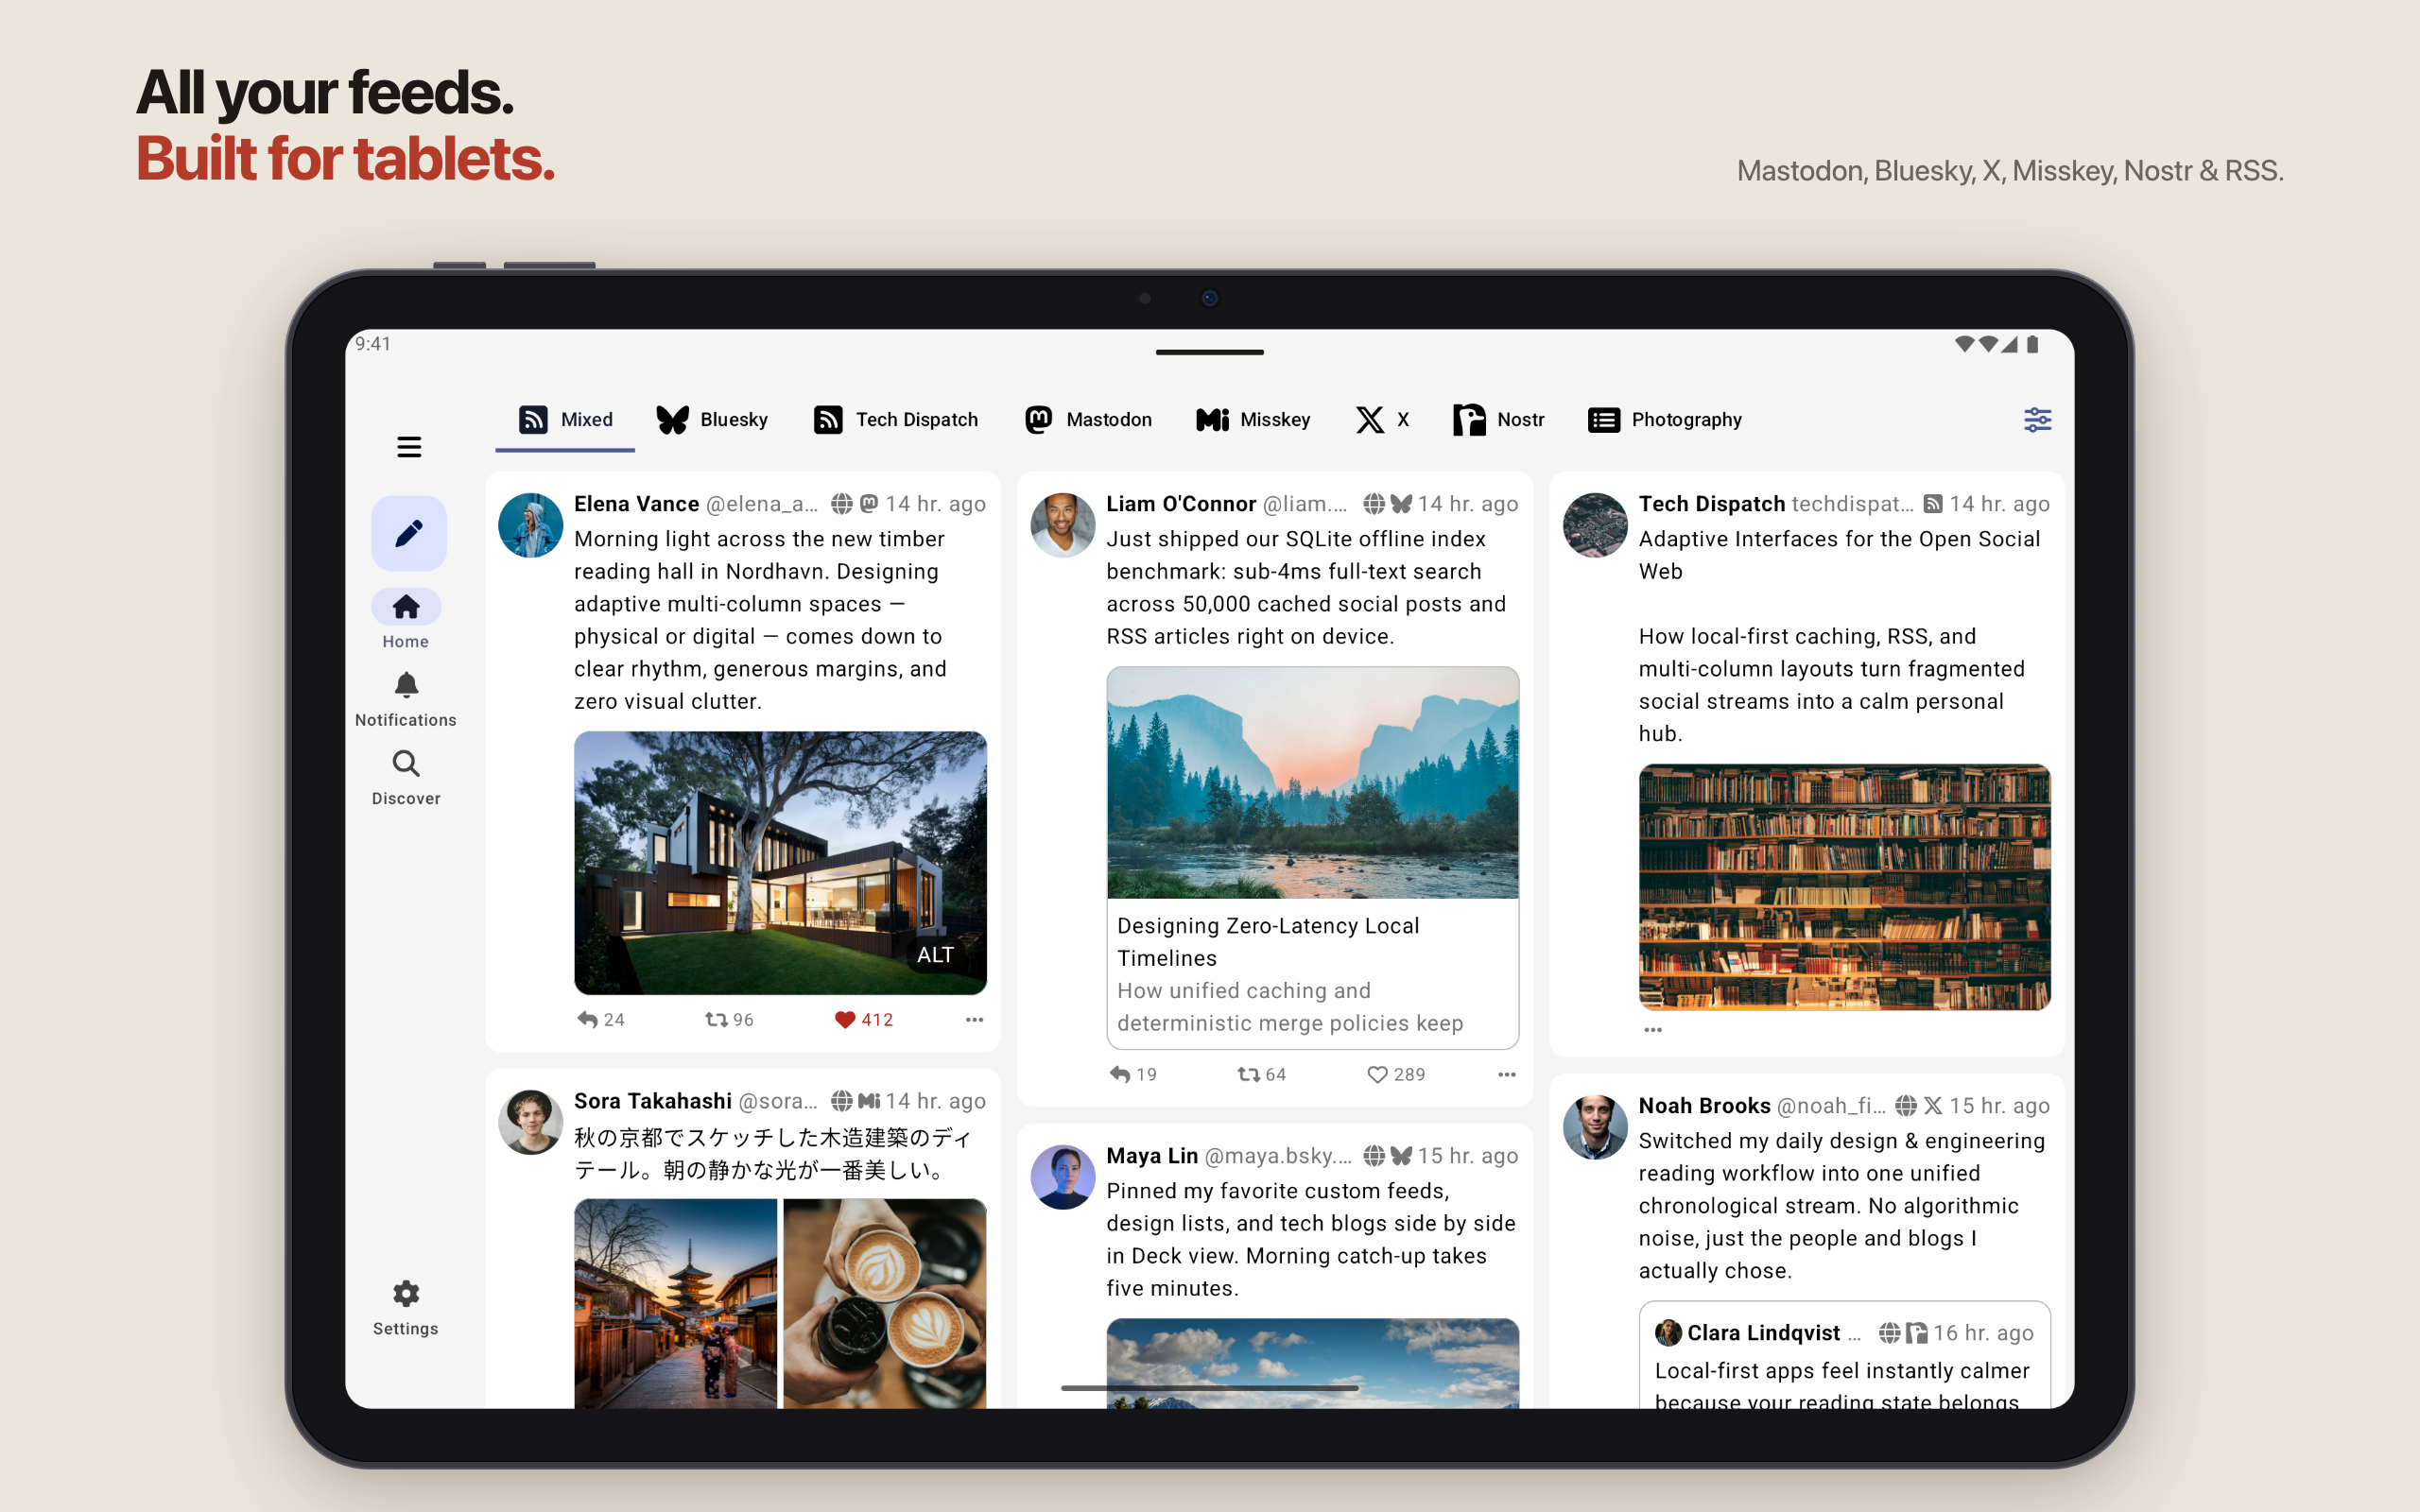 All your feeds.
Built for tablets.
Mastodon, Bluesky, X, Misskey, Nostr & RSS.
9:41
Mixed
Bluesky
Tech Dispatch
Mastodon
Misskey
X
Nostr
Photography
Home
Notifications
Discover
Settings
Elena Vance @elena_a... 14 hr. ago
Morning light across the new timber
reading hall in Nordhavn. Designing
adaptive multi-column spaces —
physical or digital — comes down to
clear rhythm, generous margins, and
zero visual clutter.
ALT
24 96 412
Sora Takahashi @sora... 14 hr. ago
秋の京都でスケッチした木造建築のディ
テール。朝の静かな光が一番美しい。
Liam O'Connor @liam.... 14 hr. ago
Just shipped our SQLite offline index
benchmark: sub-4ms full-text search
across 50,000 cached social posts and
RSS articles right on device.
Designing Zero-Latency Local
Timelines
How unified caching and
deterministic merge policies keep
19 64 289
Maya Lin @maya.bsky.... 15 hr. ago
Pinned my favorite custom feeds,
design lists, and tech blogs side by side
in Deck view. Morning catch-up takes
five minutes.
Tech Dispatch techdispat... 14 hr. ago
Adaptive Interfaces for the Open Social
Web
How local-first caching, RSS, and
multi-column layouts turn fragmented
social streams into a calm personal
hub.
Noah Brooks @noah_fi... 15 hr. ago
Switched my daily design & engineering
reading workflow into one unified
chronological stream. No algorithmic
noise, just the people and blogs I
actually chose.
Clara Lindqvist ... 16 hr. ago
Local-first apps feel instantly calmer
because your reading state belongs